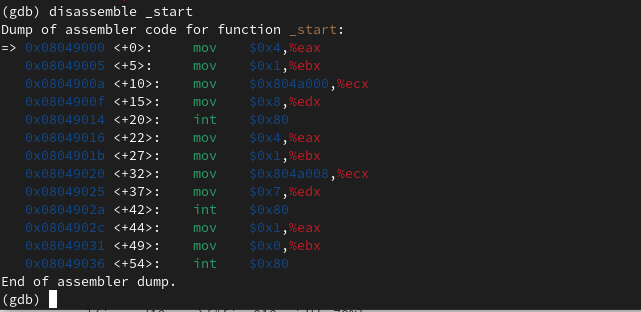 (gdb) disassemble _start
Dump of assembler code for function _start:
=> 0x08049000 <+0>:     mov    $0x4,%eax
   0x08049005 <+5>:     mov    $0x1,%ebx
   0x0804900a <+10>:    mov    $0x804a000,%ecx
   0x0804900f <+15>:    mov    $0x8,%edx
   0x08049014 <+20>:    int    $0x80
   0x08049016 <+22>:    mov    $0x4,%eax
   0x0804901b <+27>:    mov    $0x1,%ebx
   0x08049020 <+32>:    mov    $0x804a008,%ecx
   0x08049025 <+37>:    mov    $0x7,%edx
   0x0804902a <+42>:    int    $0x80
   0x0804902c <+44>:    mov    $0x1,%eax
   0x08049031 <+49>:    mov    $0x0,%ebx
   0x08049036 <+54>:    int    $0x80
End of assembler dump.
(gdb)